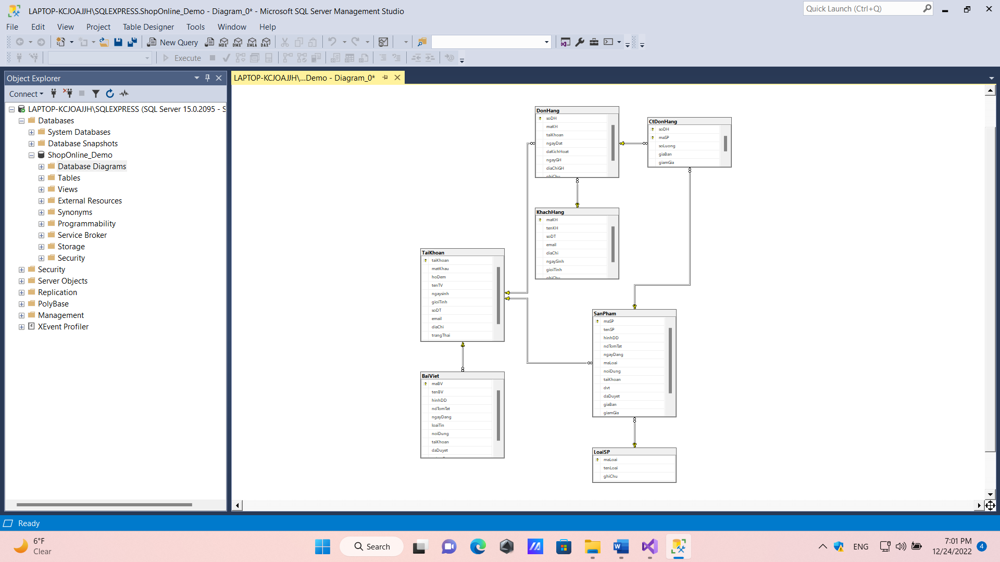 LAPTOP-KCJOAJJH\SQLEXPRESS.ShopOnline_Demo - Diagram_0* - Microsoft SQL Server Management Studio
Quick Launch (Ctrl+Q)
File Edit View Project Table Designer Tools Window Help
New Query MDX DMX XMLA DAX
Execute
Object Explorer
Connect
LAPTOP-KCJOAJJH\SQLEXPRESS (SQL Server 15.0.2095 - S
Databases
System Databases
Database Snapshots
ShopOnline_Demo
Database Diagrams
Tables
Views
External Resources
Synonyms
Programmability
Service Broker
Storage
Security
Security
Server Objects
Replication
PolyBase
Management
XEvent Profiler
LAPTOP-KCJOAJJH\...Demo - Diagram_0*
DonHang
soDH
maKH
taiKhoan
ngayDat
daKichHoat
ngayGH
diaChiGH
ghiChu
CtDonHang
soDH
maSP
soLuong
giaBan
giamGia
KhachHang
maKH
tenKH
soDT
email
diaChi
ngaySinh
gioiTinh
ghiChu
TaiKhoan
taiKhoan
matKhau
hoDem
tenTV
ngaysinh
gioiTinh
soDT
email
diaChi
trangThai
SanPham
maSP
tenSP
hinhDD
ndTomTat
ngayDang
maLoai
noiDung
taiKhoan
dvt
daDuyet
giaBan
giamGia
BaiViet
maBV
tenBV
hinhDD
ndTomTat
ngayDang
loaiTin
noiDung
taiKhoan
daDuyet
LoaiSP
maLoai
tenLoai
ghiChu
Ready
6°F
Clear
Search
ENG
7:01 PM
12/24/2022
4